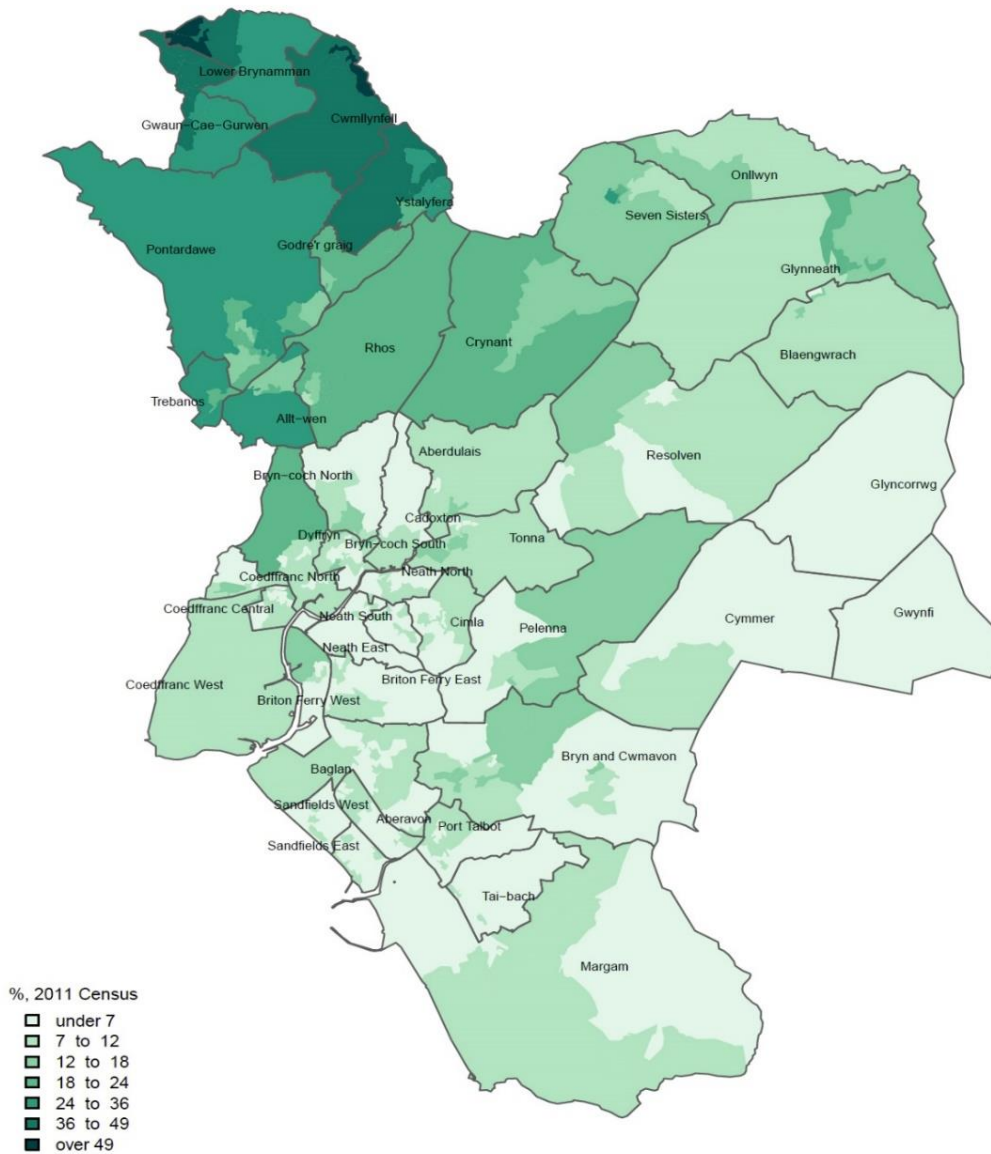 Lower Brynamman
Cwmllynfell
Gwaun-Cae-Gurwen
Onllwyn
Ystalyfera
Seven Sisters
Pontardawe
Godre'r graig
Glynneath
Rhos
Crynant
Blaengwrach
Trebanos
Allt-wen
Aberdulais
Resolven
Bryn-coch North
Glyncorrwg
Cadoxton
Dyffryn
Tonna
Bryn-coch South
Neath North
Coedffranc North
Coedffranc Central
Neath South
Cimla
Pelenna
Cymmer
Gwynfi
Neath East
Coedffranc West
Briton Ferry East
Briton Ferry West
Bryn and Cwmavon
Baglan
Sandfields West
Aberavon
Port Talbot
Sandfields East
Tai-bach
Margam
%, 2011 Census
under 7
7 to 12
12 to 18
18 to 24
24 to 36
36 to 49
over 49